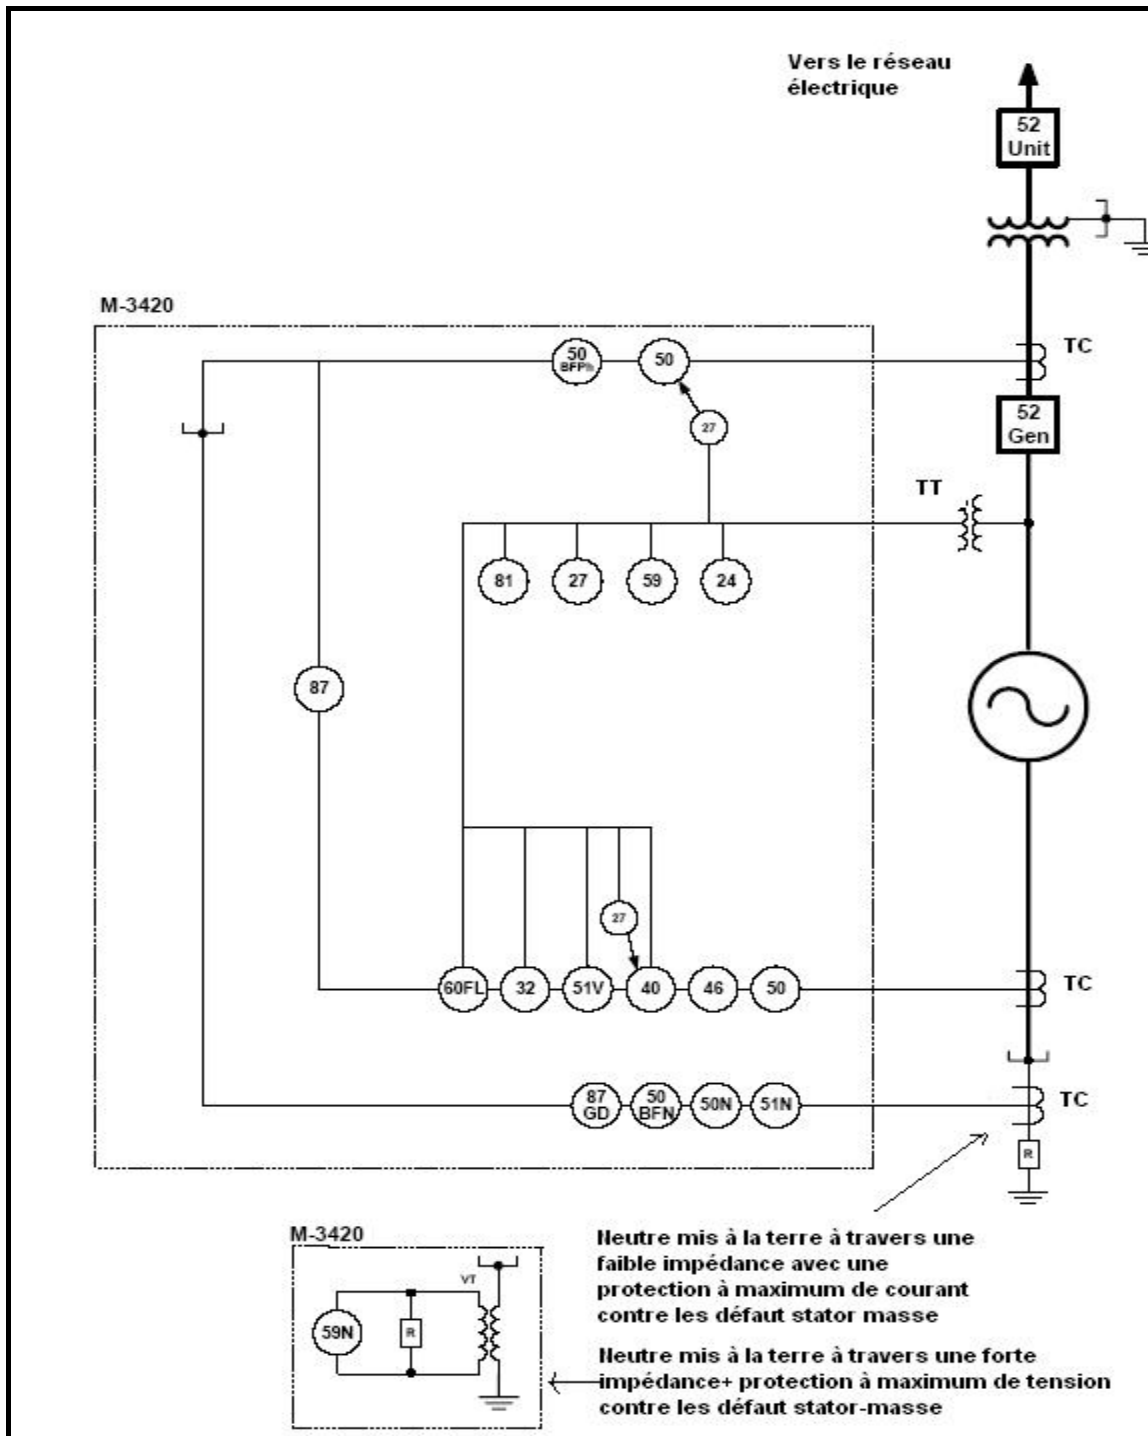 Vers le réseau
électrique
52
Unit
M-3420
TC
50
BFPh
50
52
Gen
27
TT
81
27
59
24
87
27
60FL
32
51V
40
46
50
TC
87
GD
50
BFN
50N
51N
TC
R
Neutre mis à la terre à travers une
faible impédance avec une
protection à maximum de courant
contre les défaut stator masse
M-3420
VT
59N
R
Neutre mis à la terre à travers une forte
impédance+ protection à maximum de tension
contre les défaut stator-masse